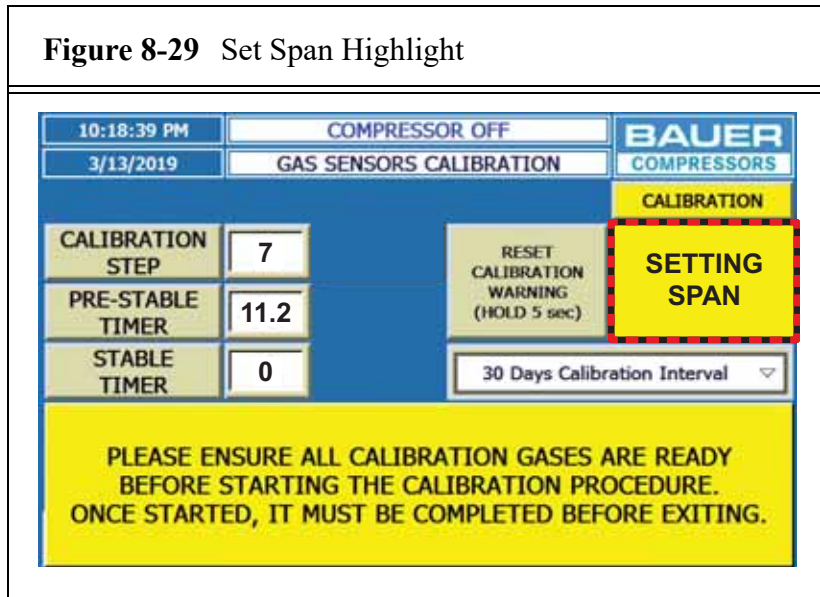 Figure 8-29 Set Span Highlight
10:18:39 PM
COMPRESSOR OFF
BAUER
3/13/2019
GAS SENSORS CALIBRATION
COMPRESSORS
CALIBRATION
CALIBRATION
STEP
7
RESET
CALIBRATION
WARNING
(HOLD 5 sec)
SETTING
SPAN
PRE-STABLE
TIMER
11.2
STABLE
TIMER
0
30 Days Calibration Interval
PLEASE ENSURE ALL CALIBRATION GASES ARE READY
BEFORE STARTING THE CALIBRATION PROCEDURE.
ONCE STARTED, IT MUST BE COMPLETED BEFORE EXITING.